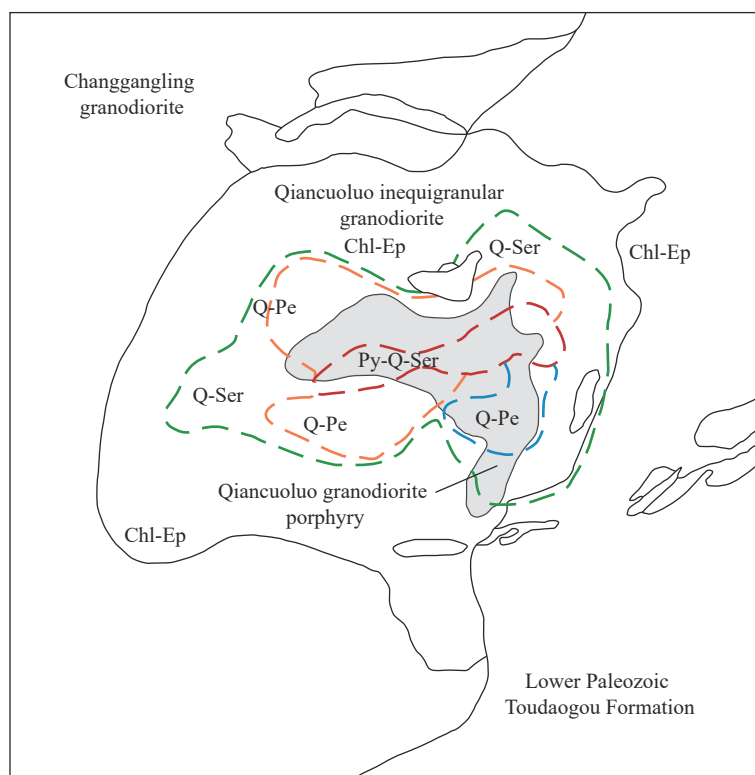 Changgangling
granodiorite
Qiancuoluo inequigranular
granodiorite
Chl-Ep
Q-Ser
Chl-Ep
Q-Pe
Py-Q-Ser
Q-Ser
Q-Pe
Q-Pe
Qiancuoluo granodiorite
porphyry
Chl-Ep
Lower Paleozoic
Toudaogou Formation